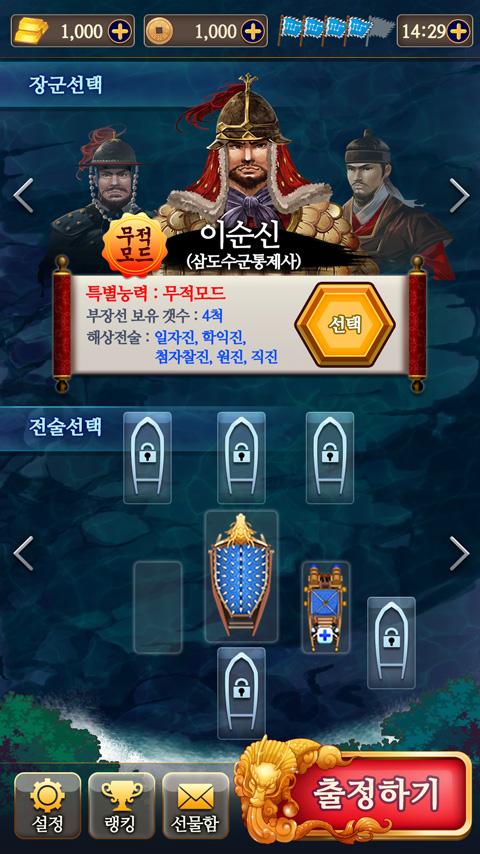 1,000
1,000
14:29
장군선택
무적
모드
이순신
(삼도수군통제사)
특별능력 : 무적모드
부장선 보유 갯수 : 4척
해상전술 : 일자진, 학익진,
첨자찰진, 원진, 직진
선택
전술선택
설정
랭킹
선물함
출정하기